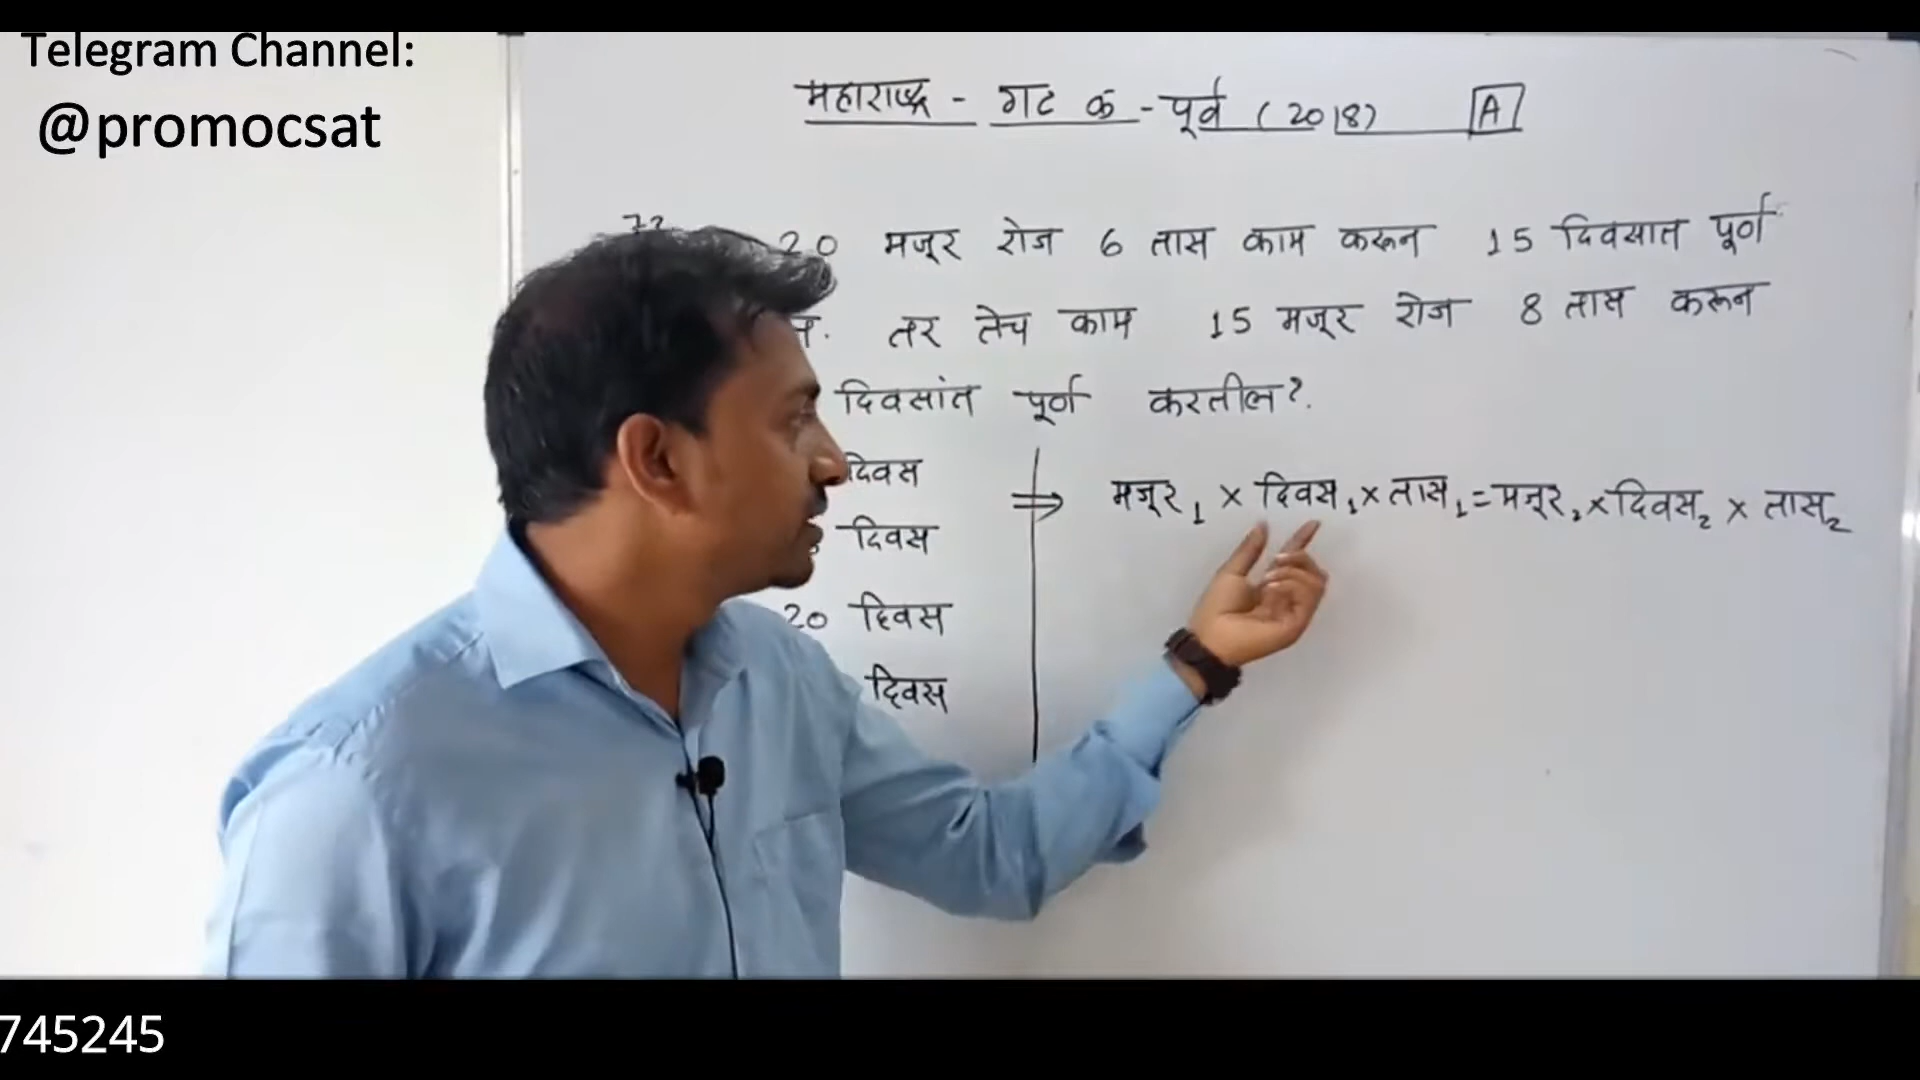 Telegram Channel:
@promocsat
महाराष्ट्र - गट क - पूर्व (2018) A
20 मजूर रोज 6 तास काम करून 15 दिवसात पूर्ण
तर तेच काम 15 मजूर रोज 8 तास करून
दिवसांत पूर्ण करतील?.
दिवस
दिवस
20 दिवस
दिवस
⇒ मजूर₁ × दिवस₁ × तास₁ = मजूर₂ × दिवस₂ × तास₂
745245